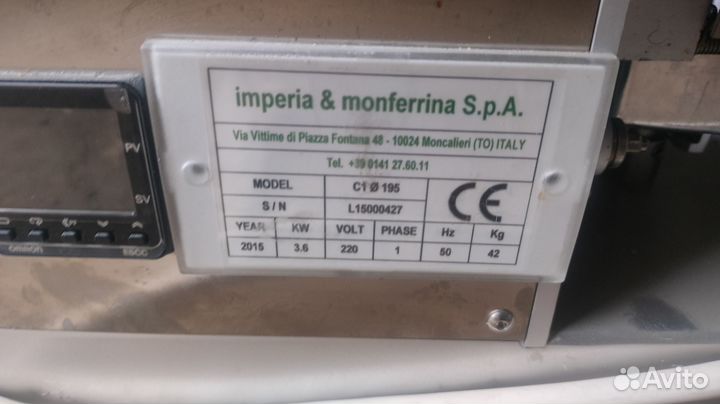 imperia & monferrina S.p.A.
Via Vittime di Piazza Fontana 48 - 10024 Moncalieri (TO) ITALY
Tel. +39 0141 27.60.11
MODEL C1 Ø 195
S / N L15000427
CE
YEAR KW VOLT PHASE Hz Kg
2015 3.6 220 1 50 42
PV
SV
omron E5CC
Avito